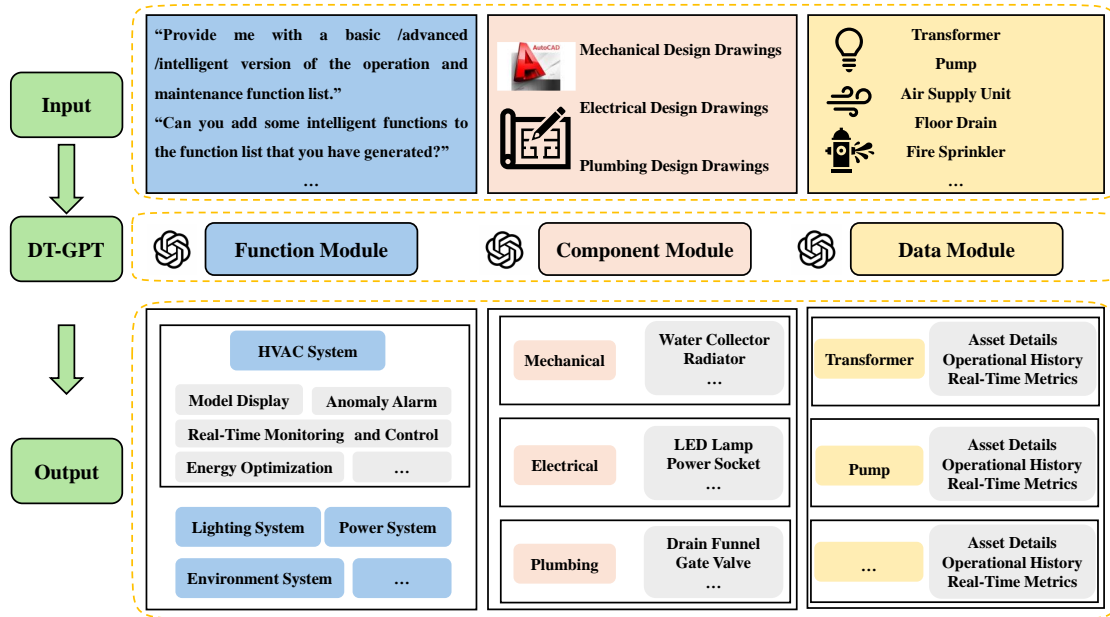 “Provide me with a basic /advanced
/intelligent version of the operation and
maintenance function list.”
“Can you add some intelligent functions to
the function list that you have generated?”
…
AutoCAD
Mechanical Design Drawings
Electrical Design Drawings
Plumbing Design Drawings
Transformer
Pump
Air Supply Unit
Floor Drain
Fire Sprinkler
…
Input
DT-GPT
Function Module
Component Module
Data Module
Output
HVAC System
Model Display
Anomaly Alarm
Real-Time Monitoring and Control
Energy Optimization
…
Lighting System
Power System
Environment System
…
Mechanical
Water Collector
Radiator
…
Electrical
LED Lamp
Power Socket
…
Plumbing
Drain Funnel
Gate Valve
…
Transformer
Asset Details
Operational History
Real-Time Metrics
Pump
Asset Details
Operational History
Real-Time Metrics
…
Asset Details
Operational History
Real-Time Metrics